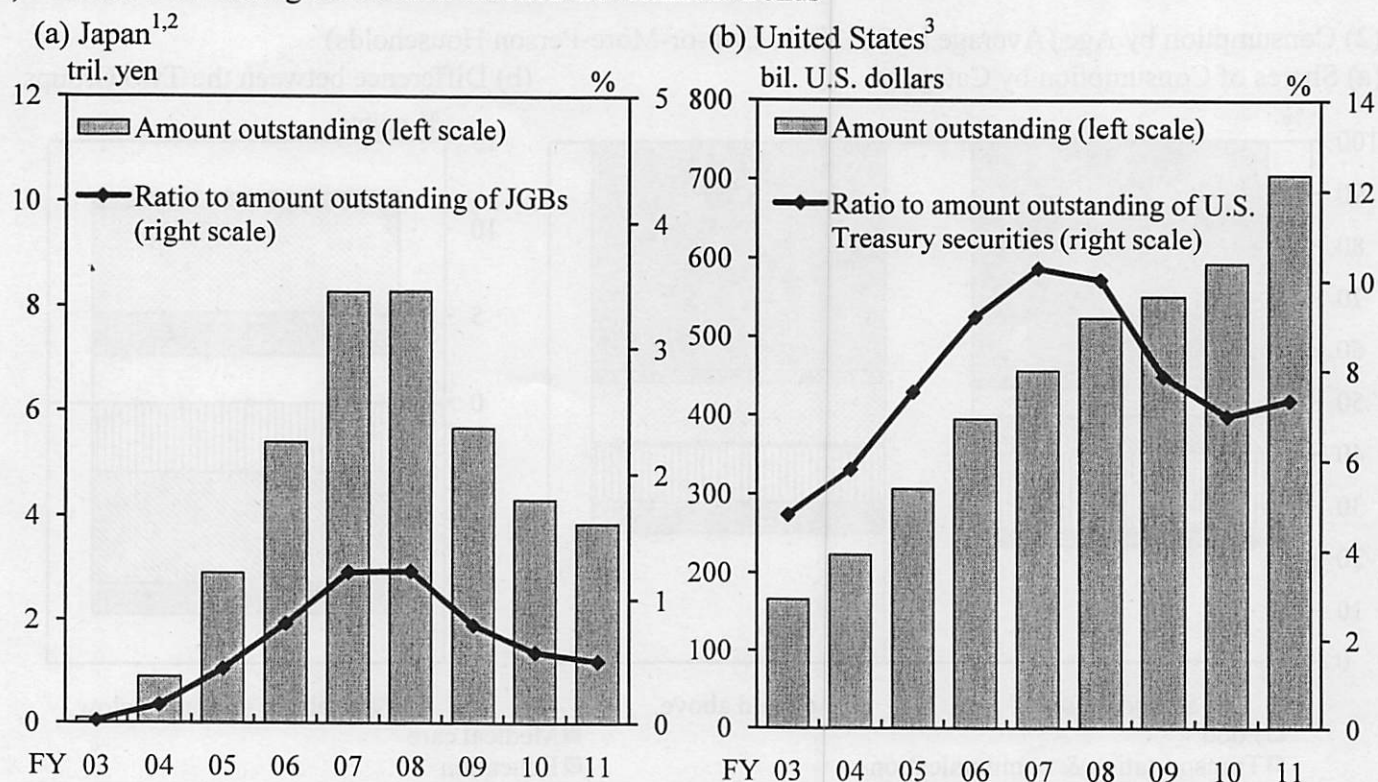 (a) Japan1,2
tril. yen
%
12
10
8
6
4
2
0
5
4
3
2
1
0
Amount outstanding (left scale)
Ratio to amount outstanding of JGBs
(right scale)
FY 03 04 05 06 07 08 09 10 11
(b) United States3
bil. U.S. dollars
%
800
700
600
500
400
300
200
100
0
14
12
10
8
6
4
2
0
Amount outstanding (left scale)
Ratio to amount outstanding of U.S.
Treasury securities (right scale)
FY 03 04 05 06 07 08 09 10 11